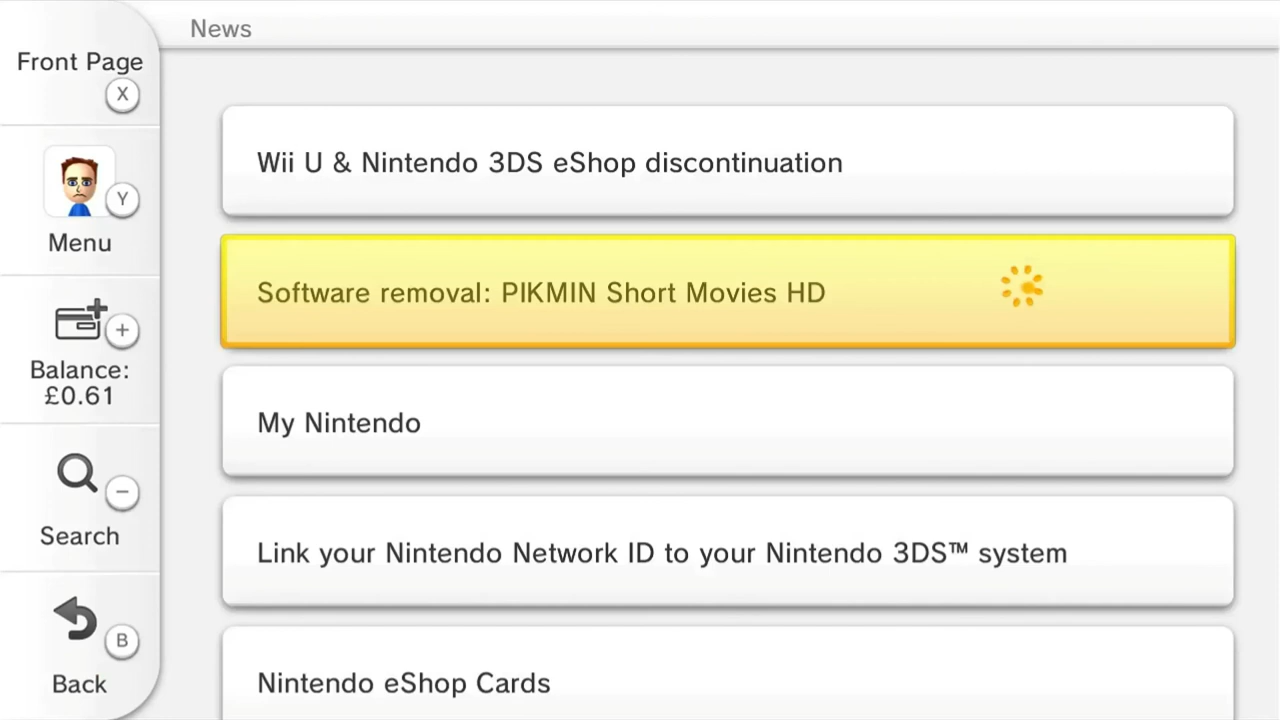 News
Front Page
X
Y
Menu
+
Balance:
£0.61
−
Search
B
Back
Wii U & Nintendo 3DS eShop discontinuation
Software removal: PIKMIN Short Movies HD
My Nintendo
Link your Nintendo Network ID to your Nintendo 3DS™ system
Nintendo eShop Cards